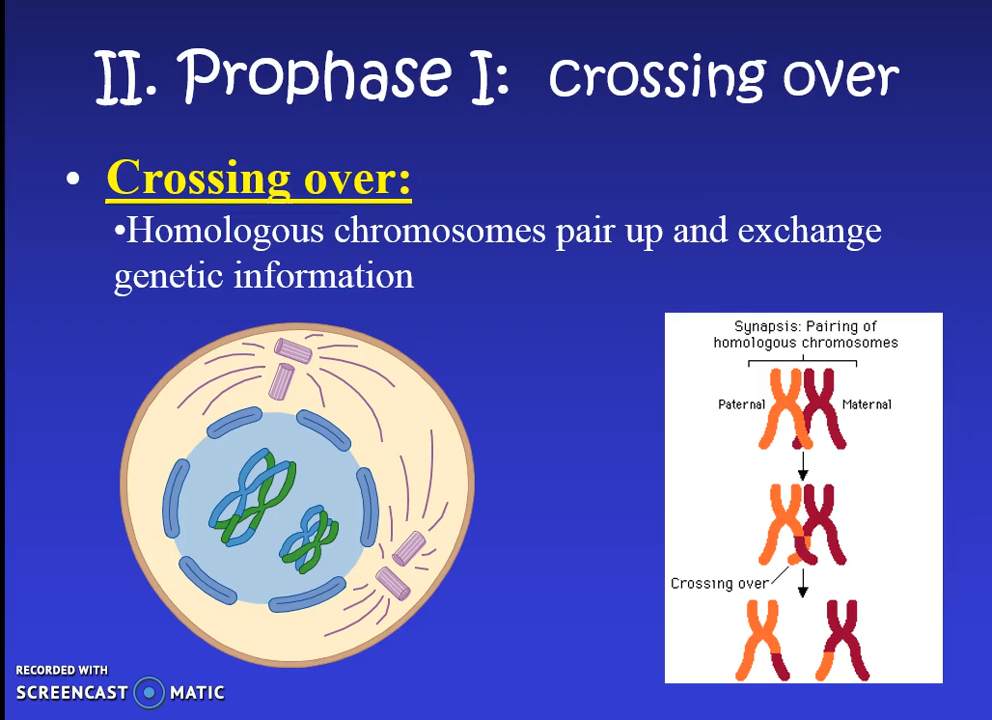 II. Prophase I: crossing over
• Crossing over:
•Homologous chromosomes pair up and exchange
genetic information
Synapsis: Pairing of
homologous chromosomes
Paternal
Maternal
Crossing over
RECORDED WITH
SCREENCAST MATIC